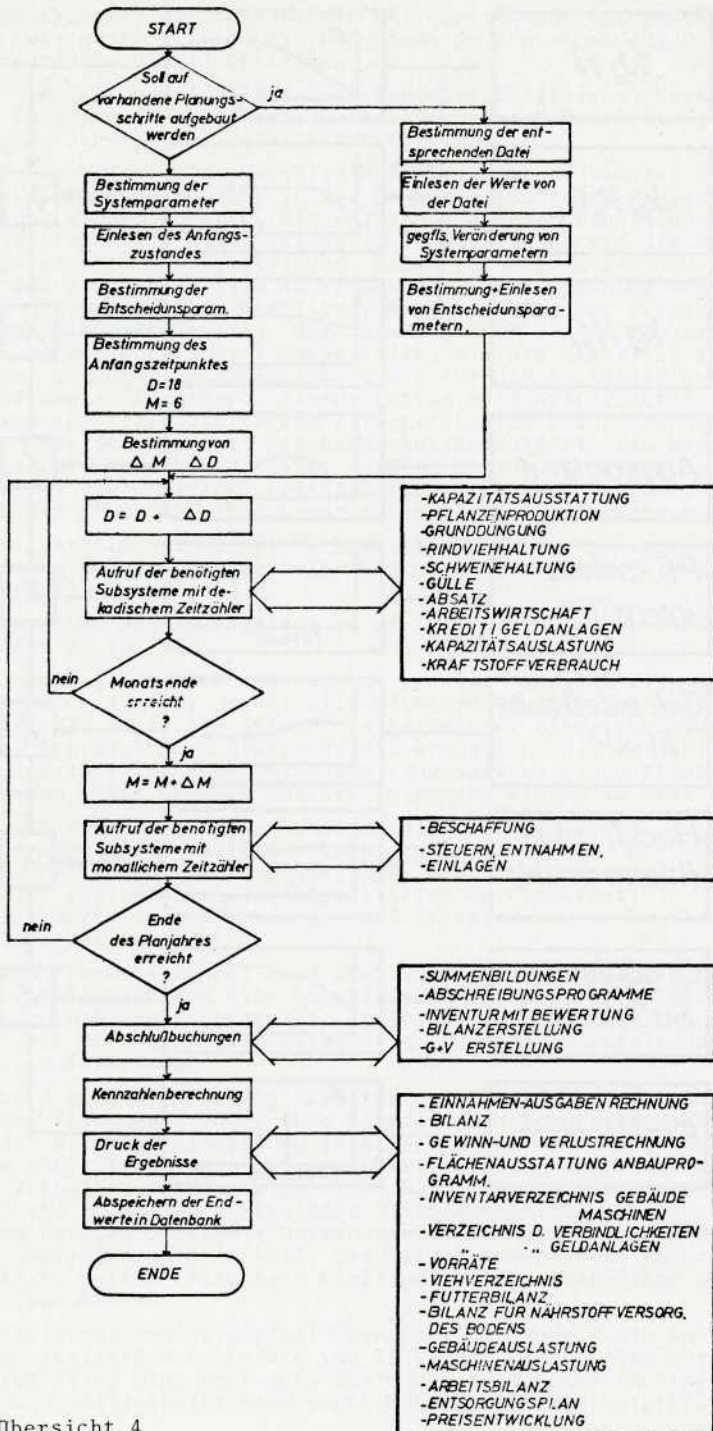 START
Soll auf
vorhandene Planungs-
schritte aufgebaut
werden
ja
Bestimmung der ent-
sprechenden Datei
Einlesen der Werte von
der Datei
gegfls. Veränderung von
Systemparametern
Bestimmung+Einlesen
von Entscheidunspara-
metern.
Bestimmung der
Systemparameter
Einlesen des Anfangs-
zustandes
Bestimmung der
Entscheidunsparam.
Bestimmung des
Anfangszeitpunktes
D=18
M=6
Bestimmung von
Δ M Δ D
D= D + ΔD
Aufruf der benötigten
Subsysteme mit de-
kadischem Zeitzähler
-KAPAZITÄTSAUSSTATTUNG
-PFLANZENPRODUKTION
-GRUNDDÜNGUNG
-RINDVIEHHALTUNG
-SCHWEINEHALTUNG
-GÜLLE
-ABSATZ
-ARBEITSWIRTSCHAFT
-KREDIT/GELDANLAGEN
-KAPAZITÄTSAUSLASTUNG
-KRAFTSTOFFVERBRAUCH
nein
Monatsende
erreicht
?
ja
M= M+ΔM
Aufruf der benötigten
Subsysteme mit
monatlichem Zeitzähler
-BESCHAFFUNG
-STEUERN, ENTNAHMEN,
-EINLAGEN
nein
Ende
des Planjahres
erreicht
?
ja
Abschlußbuchungen
-SUMMENBILDUNGEN
-ABSCHREIBUNGSPROGRAMME
-INVENTUR MIT BEWERTUNG
-BILANZERSTELLUNG
-G+V ERSTELLUNG
Kennzahlenberechnung
Druck der
Ergebnisse
Abspeichern der End-
werte in Datenbank
ENDE
- EINNAHMEN-AUSGABEN RECHNUNG
- BILANZ
- GEWINN-UND VERLUSTRECHNUNG
- FLÄCHENAUSSTATTUNG ANBAUPRO-
GRAMM.
- INVENTARVERZEICHNIS GEBÄUDE
MASCHINEN
-VERZEICHNIS D. VERBINDLICHKEITEN
„ -„ GELDANLAGEN
- VORRÄTE
- VIEHVERZEICHNIS
- FUTTERBILANZ
-BILANZ FÜR NÄHRSTOFFVERSORG.
DES BODENS
-GEBÄUDEAUSLASTUNG
-MASCHINENAUSLASTUNG
-ARBEITSBILANZ
-ENTSORGUNGSPLAN
-PREISENTWICKLUNG
Übersicht 4